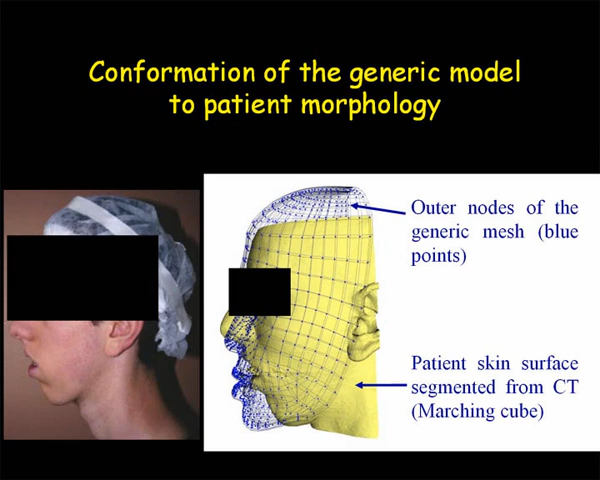 Conformation of the generic model
to patient morphology
Outer nodes of the
generic mesh (blue
points)
Patient skin surface
segmented from CT
(Marching cube)